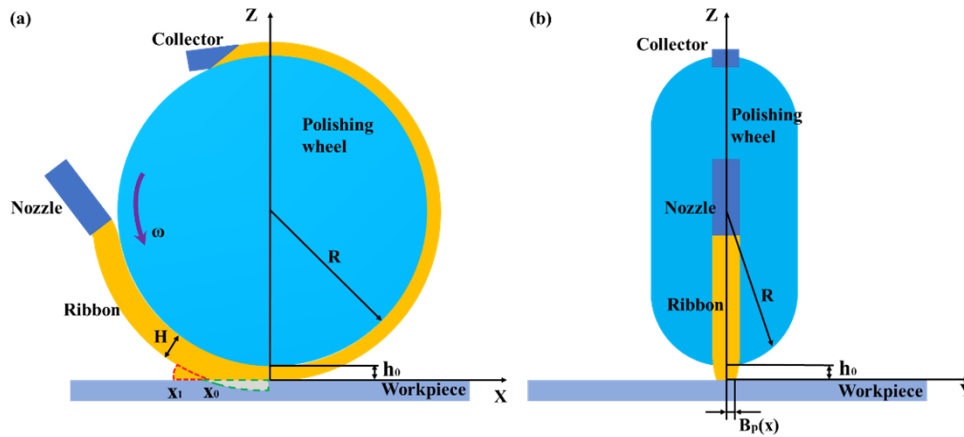 (a)
Z
Collector
Polishing
wheel
Nozzle
ω
R
Ribbon
H
h₀
x₁
x₀
Workpiece
X
(b)
Z
Collector
Polishing
wheel
Nozzle
R
Ribbon
h₀
Workpiece
Bₚ(x)